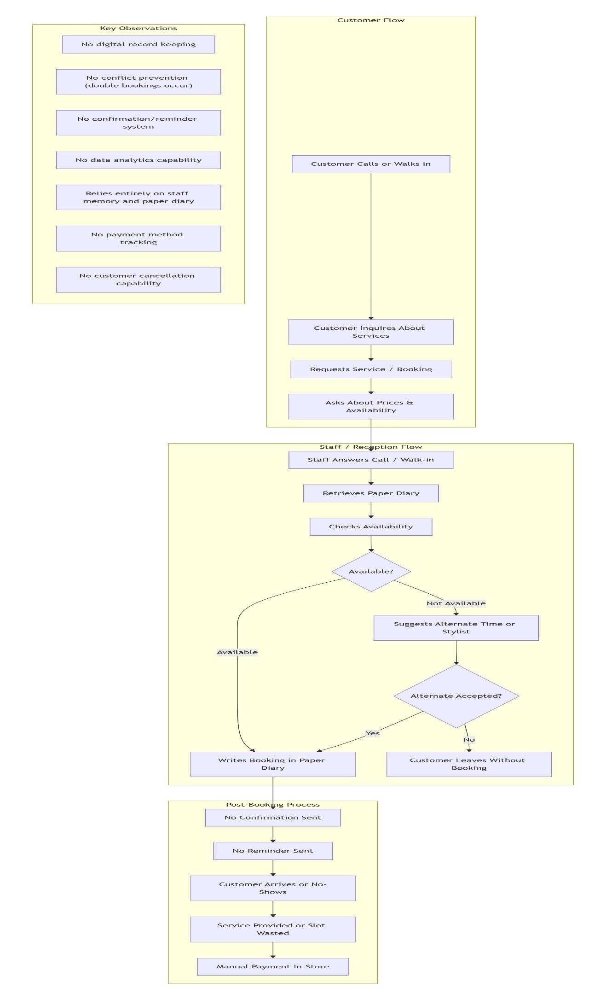 Key Observations
No digital record keeping
No conflict prevention
(double bookings occur)
No confirmation/reminder
system
No data analytics capability
Relies entirely on staff
memory and paper diary
No payment method
tracking
No customer cancellation
capability
Customer Flow
Customer Calls or Walks In
Customer Inquires About
Services
Requests Service / Booking
Asks About Prices &
Availability
Staff / Reception Flow
Staff Answers Call / Walk-in
Retrieves Paper Diary
Checks Availability
Available?
Not Available
Suggests Alternate Time or
Stylist
Available
Alternate Accepted?
Yes
No
Writes Booking in Paper
Diary
Customer Leaves Without
Booking
Post-Booking Process
No Confirmation Sent
No Reminder Sent
Customer Arrives or No-
Shows
Service Provided or Slot
Wasted
Manual Payment In-Store